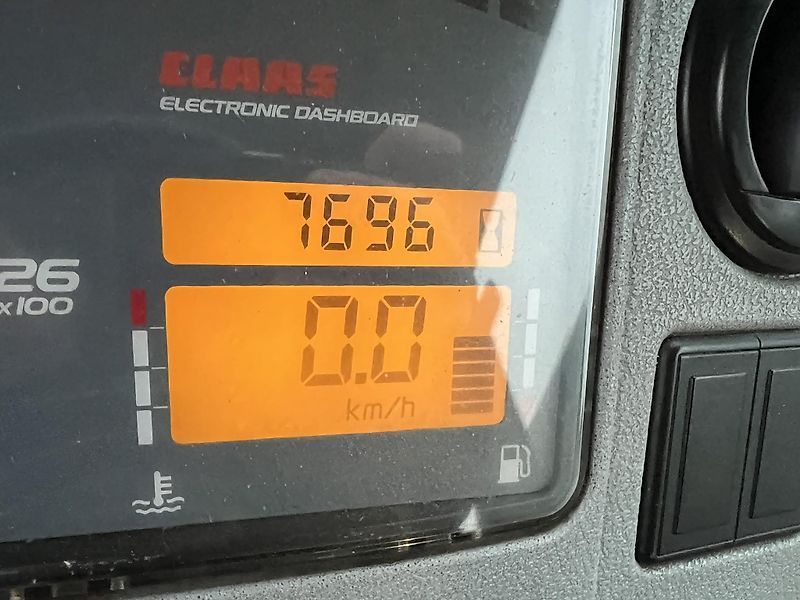 CLAAS
ELECTRONIC DASHBOARD
7696
26
x100
0.0
km/h